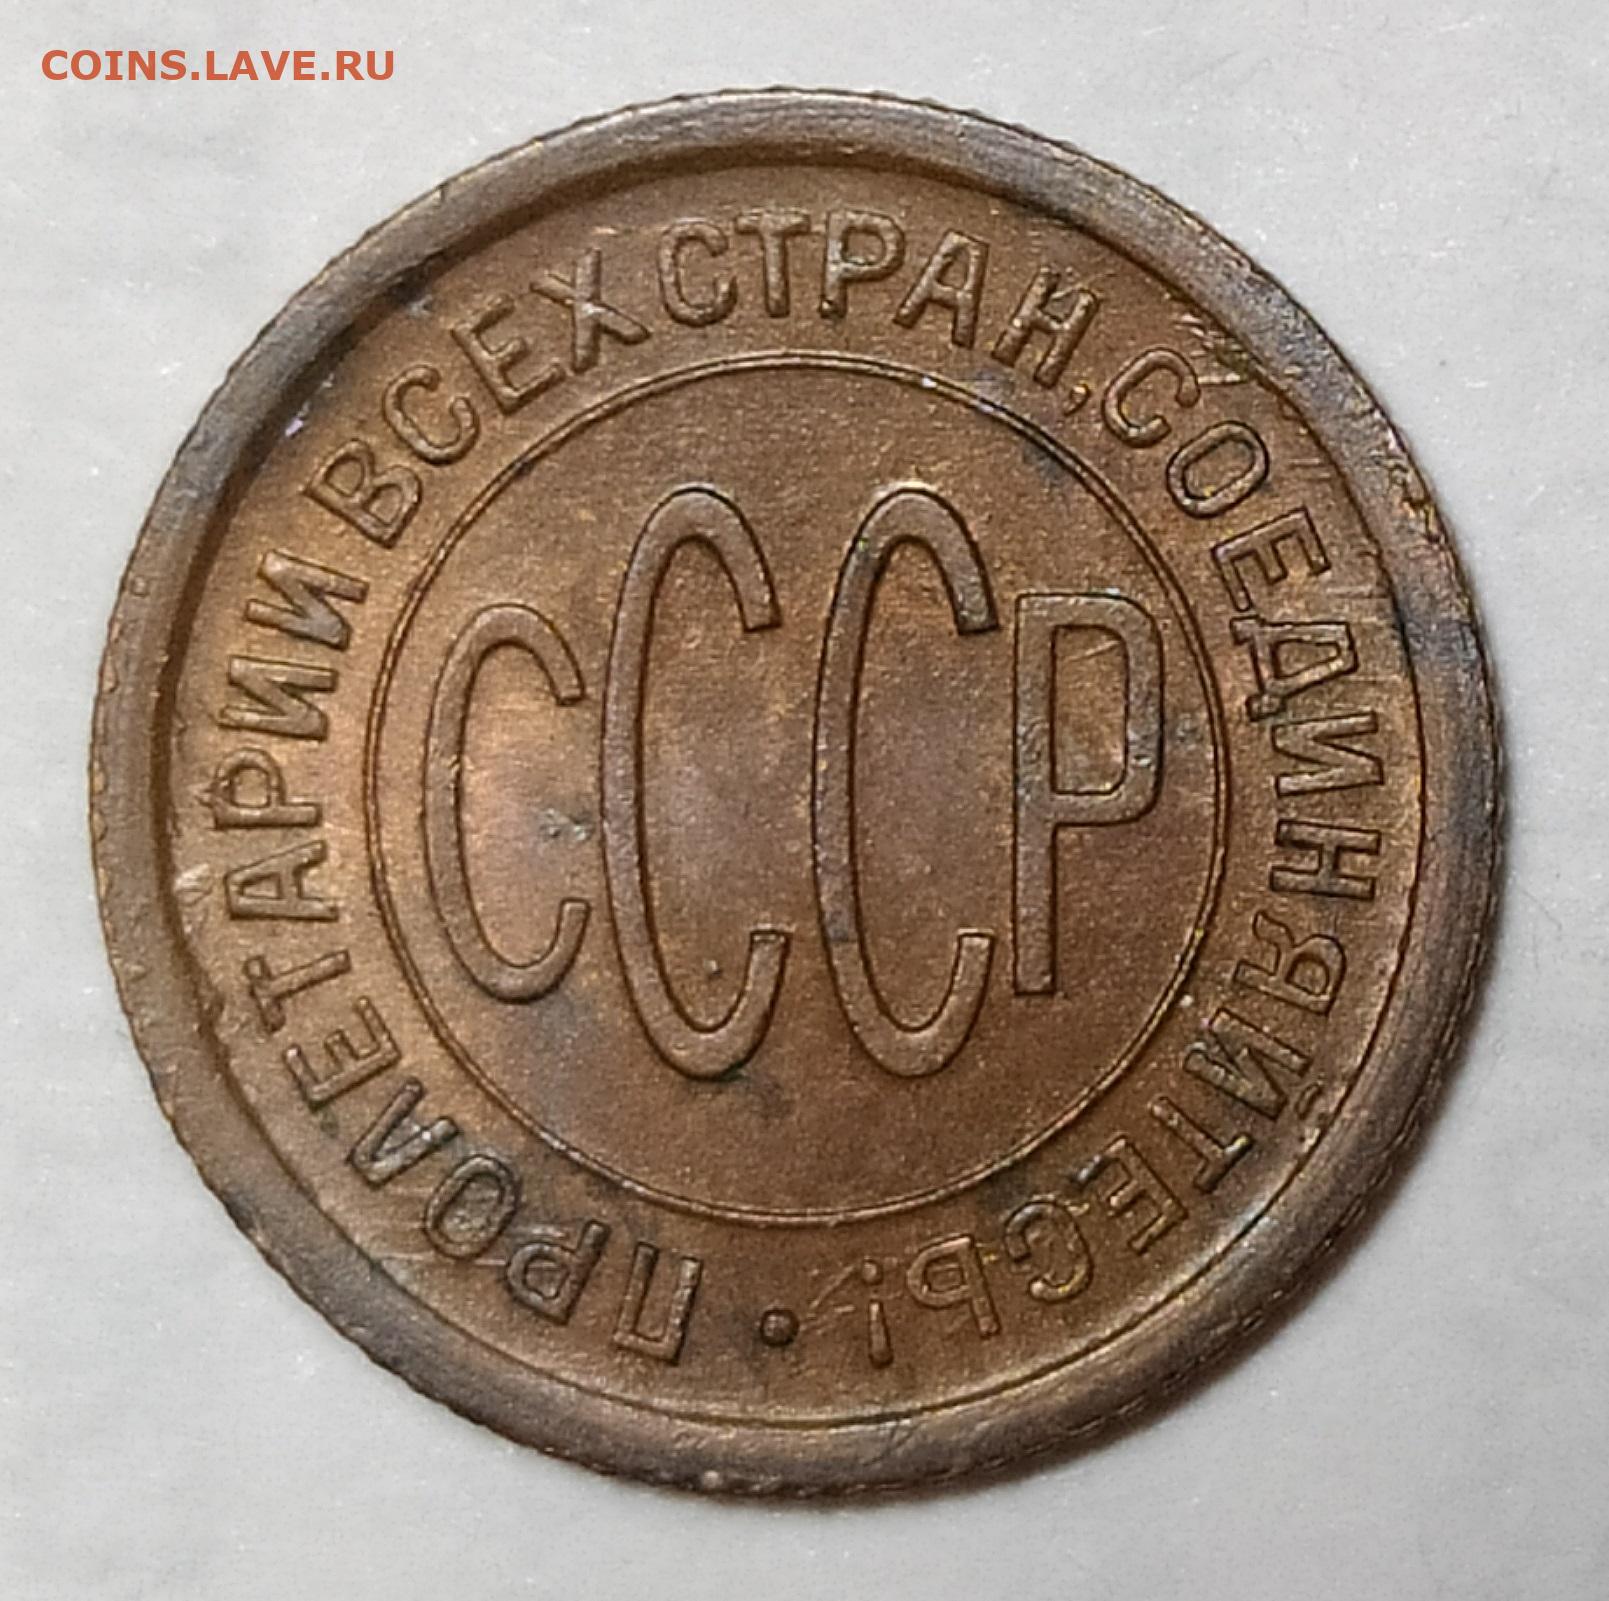 COINS.LAVE.RU
ПРОЛЕТАРИИ ВСЕХ СТРАН, СОЕДИНЯЙТЕСЬ! •
СССР